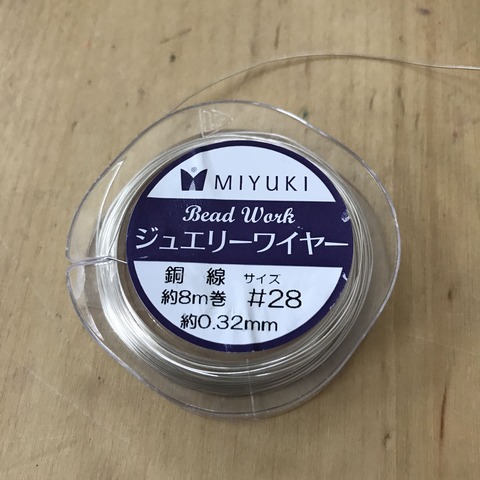 MIYUKI
Bead Work
ジュエリーワイヤー
銅 線 サイズ
約8m巻 #28
約0.32mm